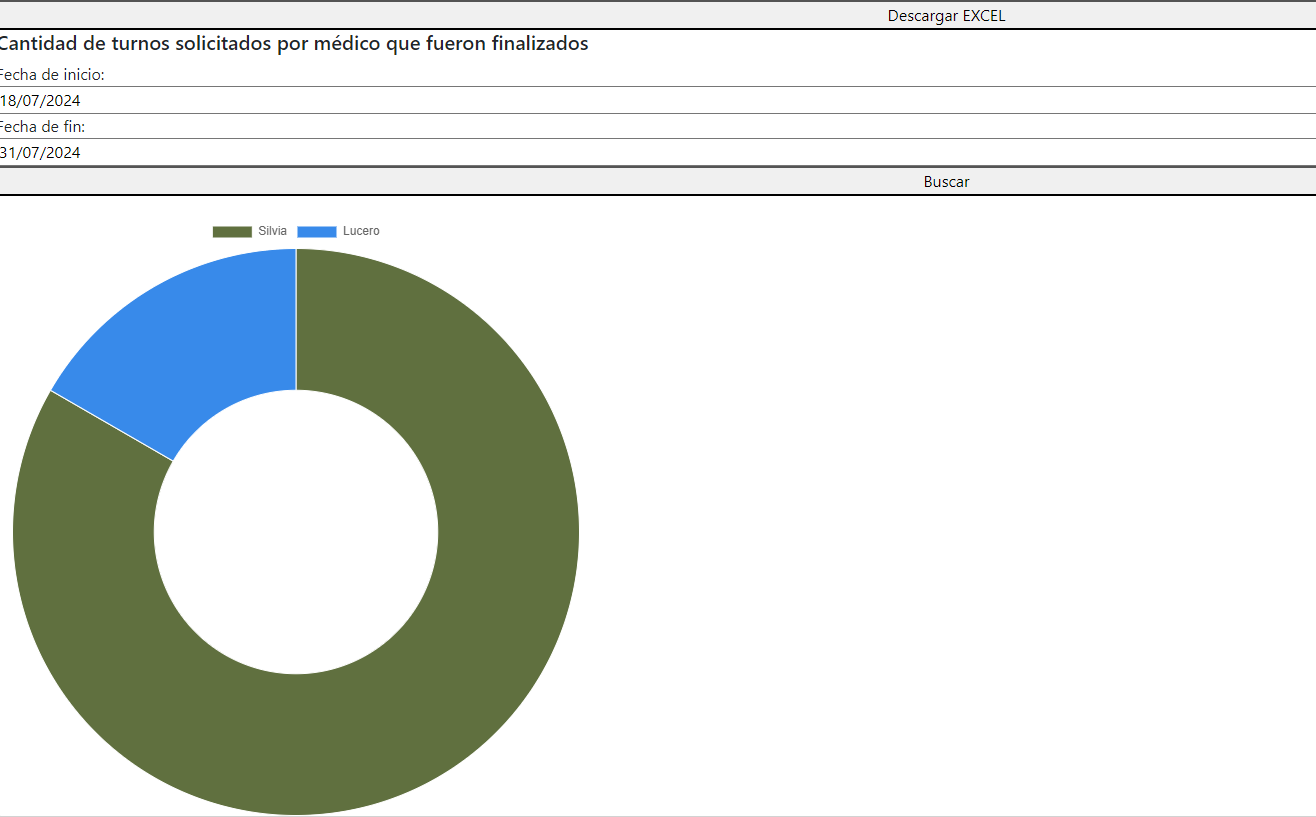 Descargar EXCEL
Cantidad de turnos solicitados por médico que fueron finalizados
Fecha de inicio:
18/07/2024
Fecha de fin:
31/07/2024
Buscar
Silvia Lucero